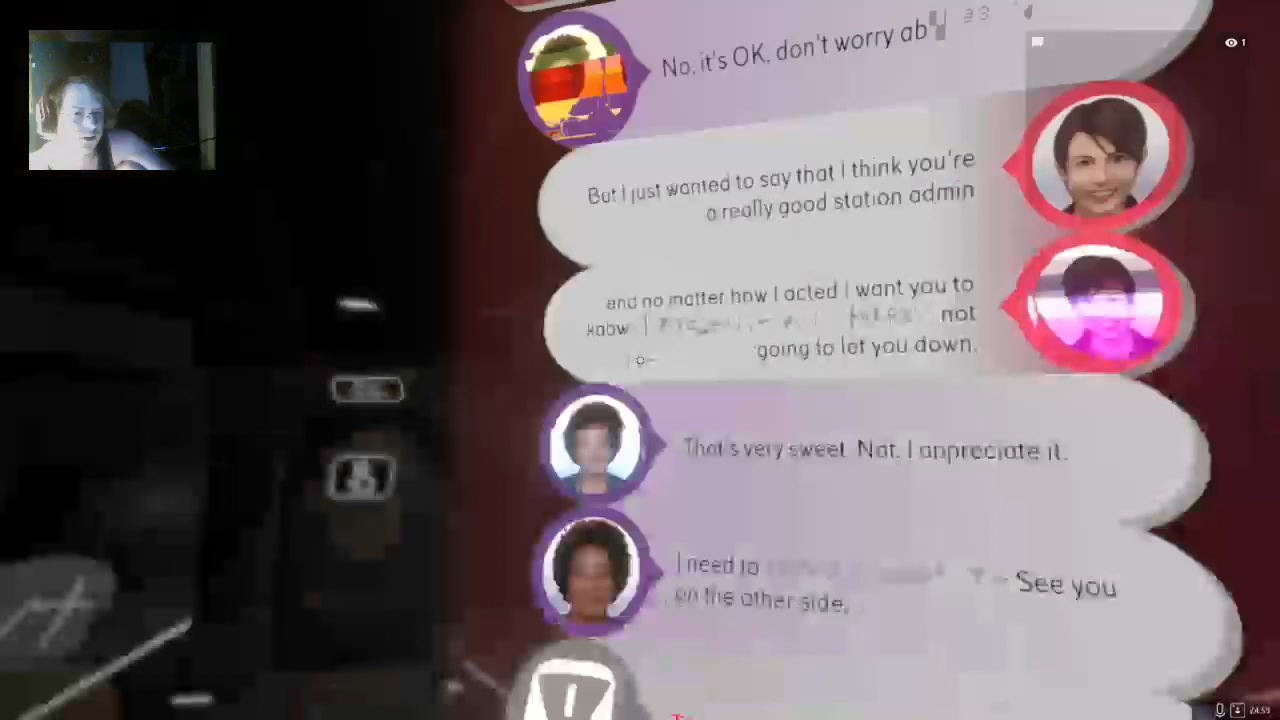 No, it's OK, don't worry ab
1
But I just wanted to say that I think you're
a really good station admin
and no matter how I acted I want you to
not
going to let you down.
That's very sweet, Nat. I appreciate it.
I need to
See you
on the other side,